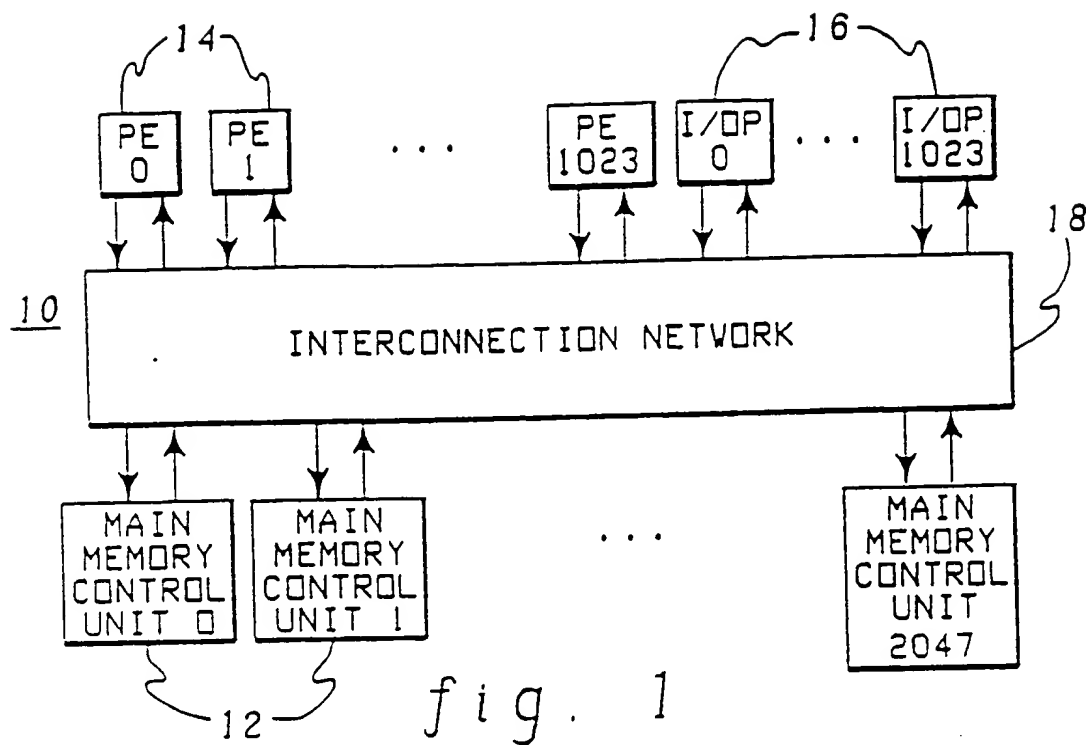 14
16
PE
0
PE
1
...
PE
1023
I/OP
0
...
I/OP
1023
18
10
INTERCONNECTION NETWORK
MAIN
MEMORY
CONTROL
UNIT 0
MAIN
MEMORY
CONTROL
UNIT 1
...
MAIN
MEMORY
CONTROL
UNIT
2047
12
fig. 1